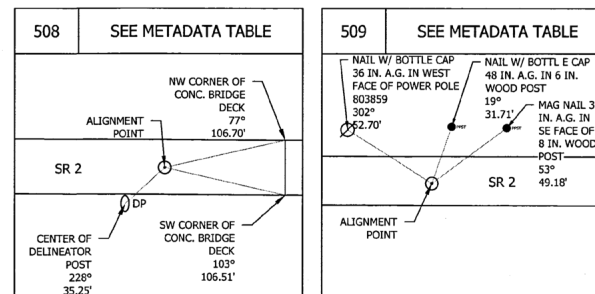 508
SEE METADATA TABLE
NW CORNER OF
CONC. BRIDGE
DECK
77°
106.70'
ALIGNMENT
POINT
SR 2
DP
CENTER OF
DELINEATOR
POST
228°
35.25'
SW CORNER OF
CONC. BRIDGE
DECK
103°
106.51'
509
SEE METADATA TABLE
NAIL W/ BOTTLE CAP
36 IN. A.G. IN WEST
FACE OF POWER POLE
803859
302°
52.70'
NAIL W/ BOTTL E CAP
48 IN. A.G. IN 6 IN.
WOOD POST
19°
31.71'
MAG NAIL 3
IN. A.G. IN
SE FACE OF
8 IN. WOOD
POST
53°
49.18'
SR 2
ALIGNMENT
POINT